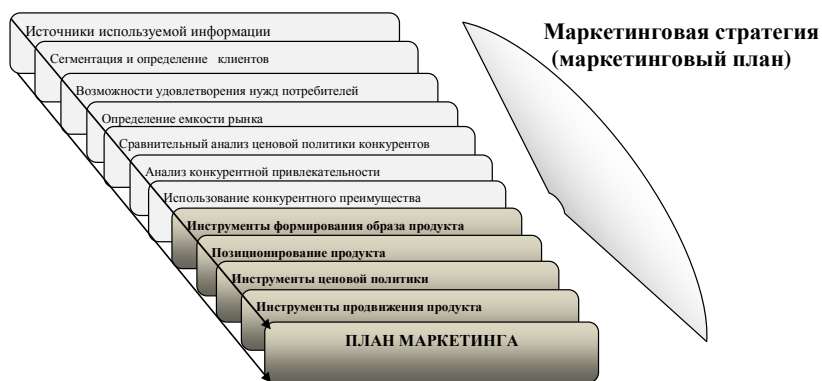 Маркетинговая стратегия
(маркетинговый план)
Источники используемой информации
Сегментация и определение клиентов
Возможности удовлетворения нужд потребителей
Определение емкости рынка
Сравнительный анализ ценовой политики конкурентов
Анализ конкурентной привлекательности
Использование конкурентного преимущества
Инструменты формирования образа продукта
Позиционирование продукта
Инструменты ценовой политики
Инструменты продвижения продукта
ПЛАН МАРКЕТИНГА